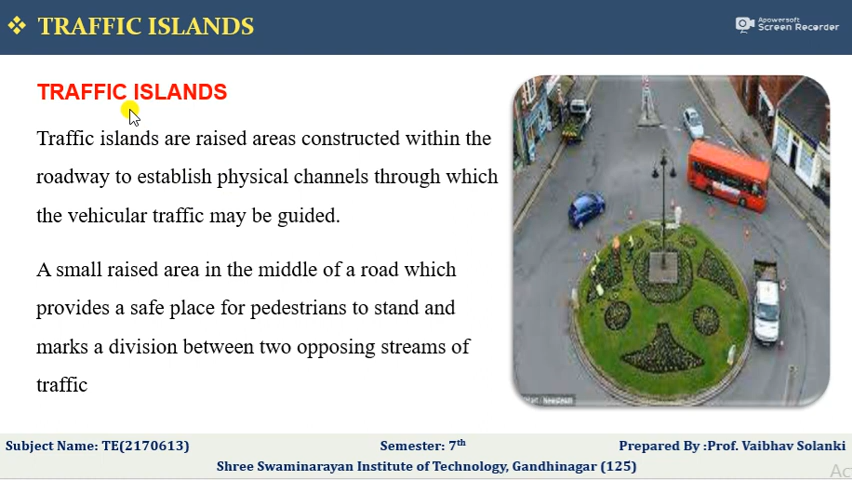 TRAFFIC ISLANDS
Apowersoft
Screen Recorder
TRAFFIC ISLANDS
Traffic islands are raised areas constructed within the
roadway to establish physical channels through which
the vehicular traffic may be guided.
A small raised area in the middle of a road which
provides a safe place for pedestrians to stand and
marks a division between two opposing streams of
traffic
Subject Name: TE(2170613) Semester: 7th Prepared By :Prof. Vaibhav Solanki
Shree Swaminarayan Institute of Technology, Gandhinagar (125)